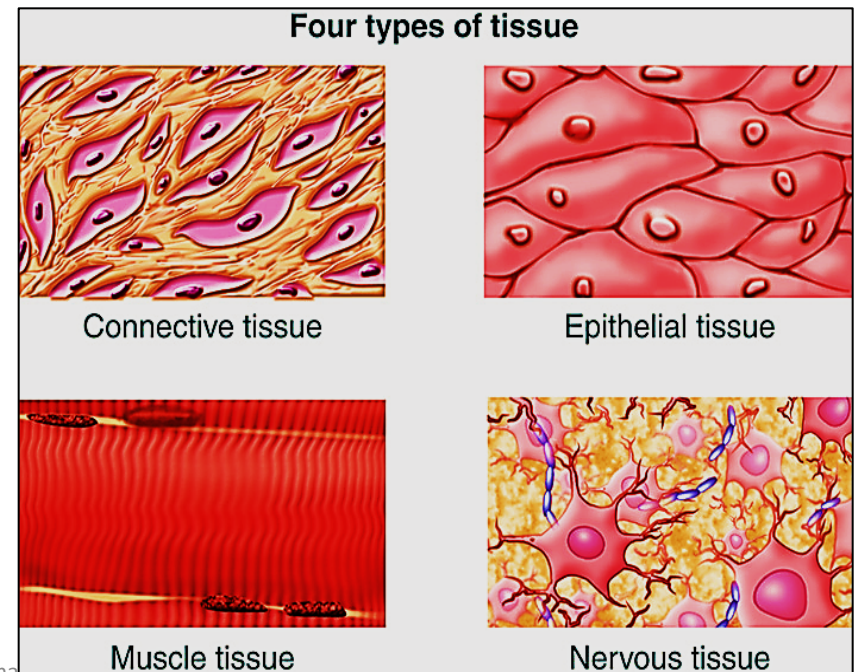 Four types of tissue
Connective tissue
Epithelial tissue
Muscle tissue
Nervous tissue